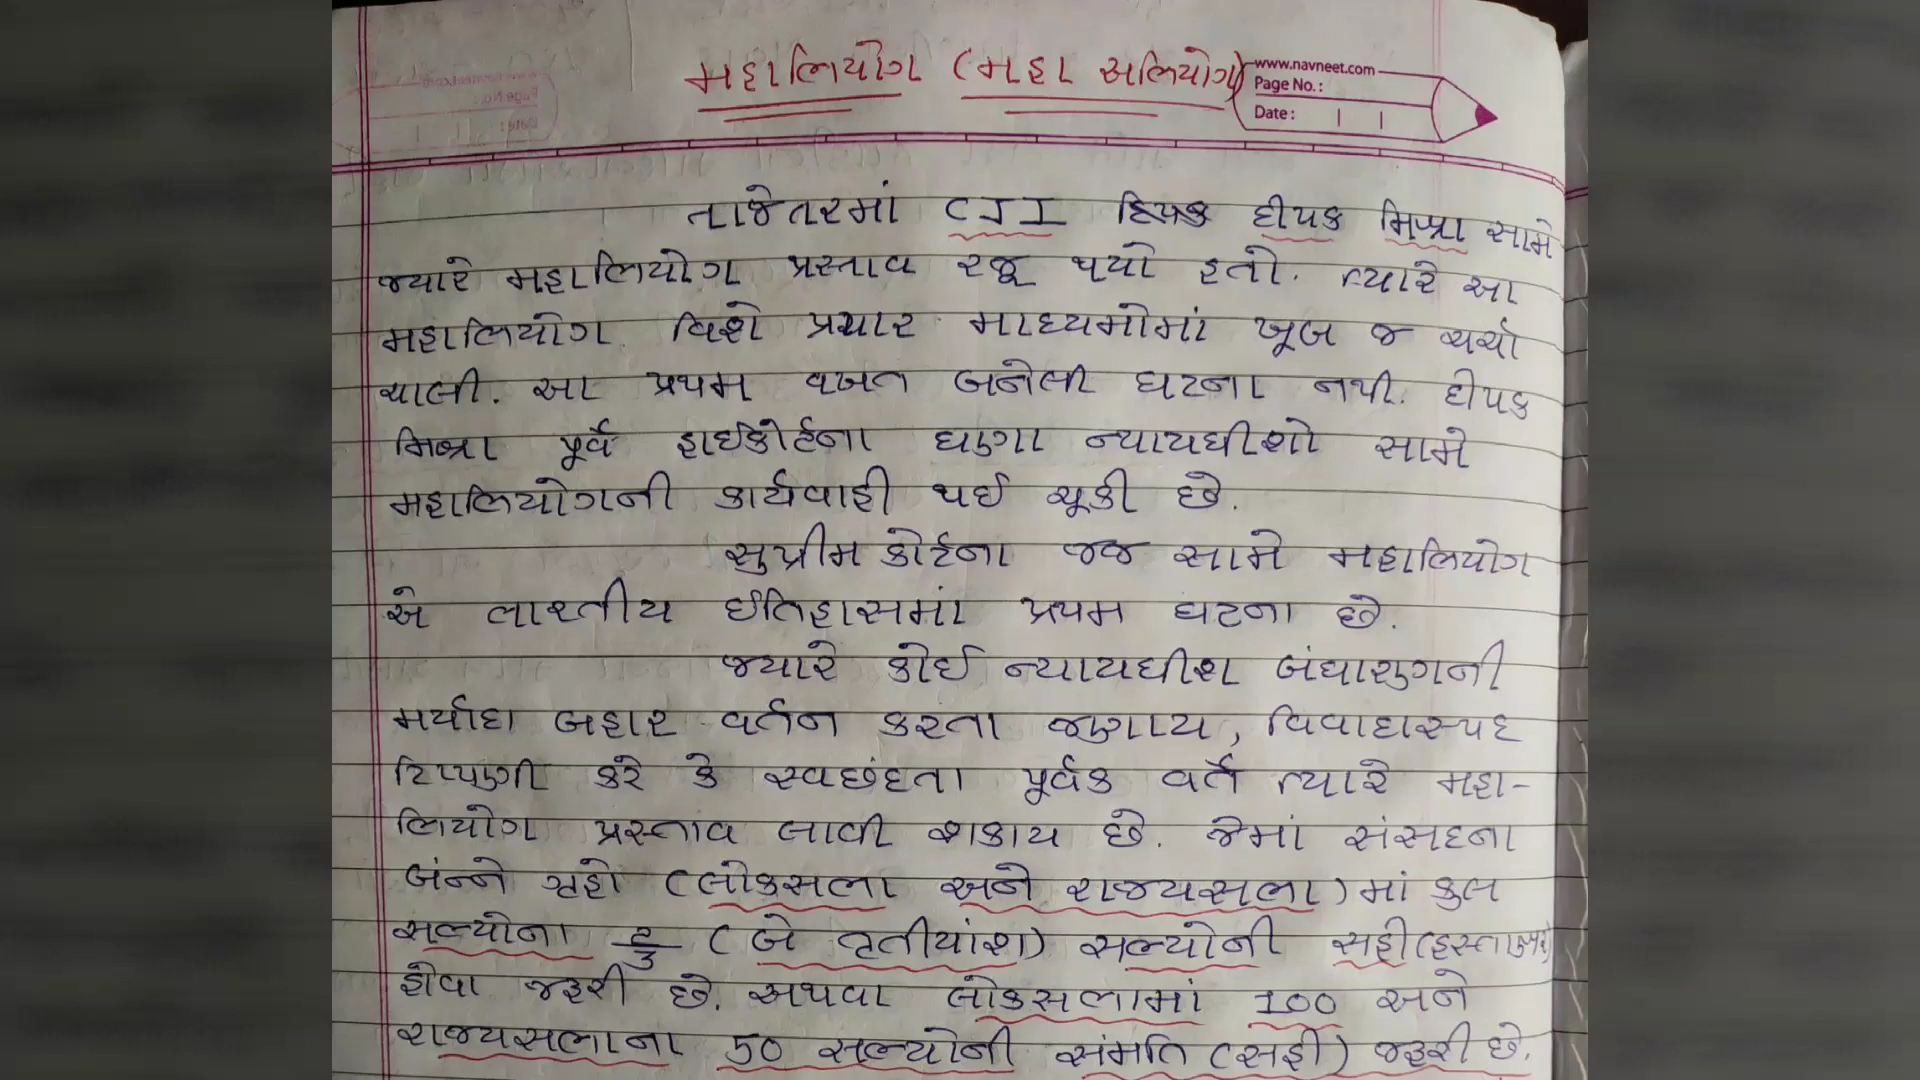 મહાભિયોગ (મહા અભિયોગ)
www.navneet.com
Page No.:
Date:
તાજેતરમાં CJI દિપક દીપક મિશ્રા સામે
જ્યારે મહાભિયોગ પ્રસ્તાવ રજૂ થયો હતો. ત્યારે આ
મહાભિયોગ વિશે પ્રચાર માધ્યમોમાં ખૂબ જ ચર્ચા
ચાલી. આ પ્રથમ વખત બનેલી ઘટના નથી. દીપક
મિશ્રા પૂર્વે હાઈકોર્ટના ઘણા ન્યાયધીશો સામે
મહાભિયોગની કાર્યવાહી થઈ ચૂકી છે.
સુપ્રીમ કોર્ટના જજ સામે મહાભિયોગ
એ ભારતીય ઈતિહાસમાં પ્રથમ ઘટના છે.
જ્યારે કોઈ ન્યાયધીશ બંધારણની
મર્યાદા બહાર વર્તન કરતા જણાય, વિવાદાસ્પદ
ટિપ્પણી કરે કે સ્વછંદતા પૂર્વક વર્તે ત્યારે મહા-
ભિયોગ પ્રસ્તાવ લાવી શકાય છે. જેમાં સંસદના
બંન્ને ગૃહો (લોકસભા અને રાજ્યસભા)માં કુલ
સભ્યોના 2/3 (બે તૃતીયાંશ) સભ્યોની સહી (હસ્તાક્ષર)
હોવા જરૂરી છે. અથવા લોકસભામાં 100 અને
રાજ્યસભાના 50 સભ્યોની સંમતિ (સહી) જરૂરી છે.